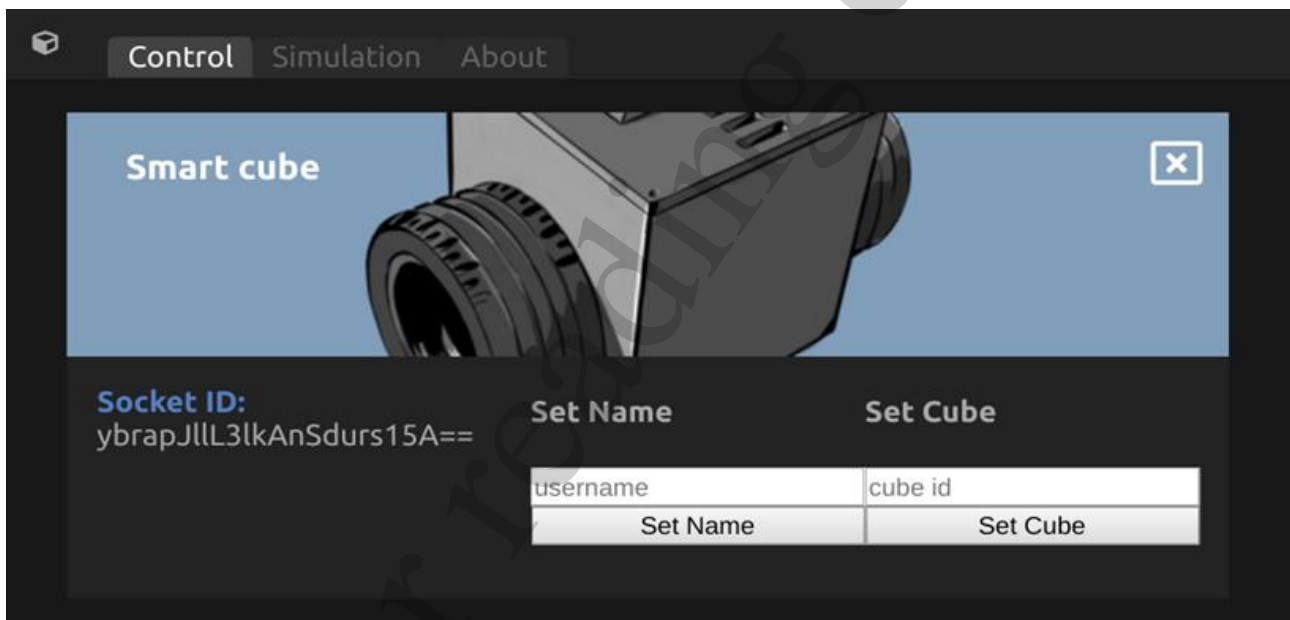 Control Simulation About
Smart cube
Socket ID:
ybrapJllL3lkAnSdurs15A==
Set Name Set Cube
username cube id
Set Name Set Cube
r reading